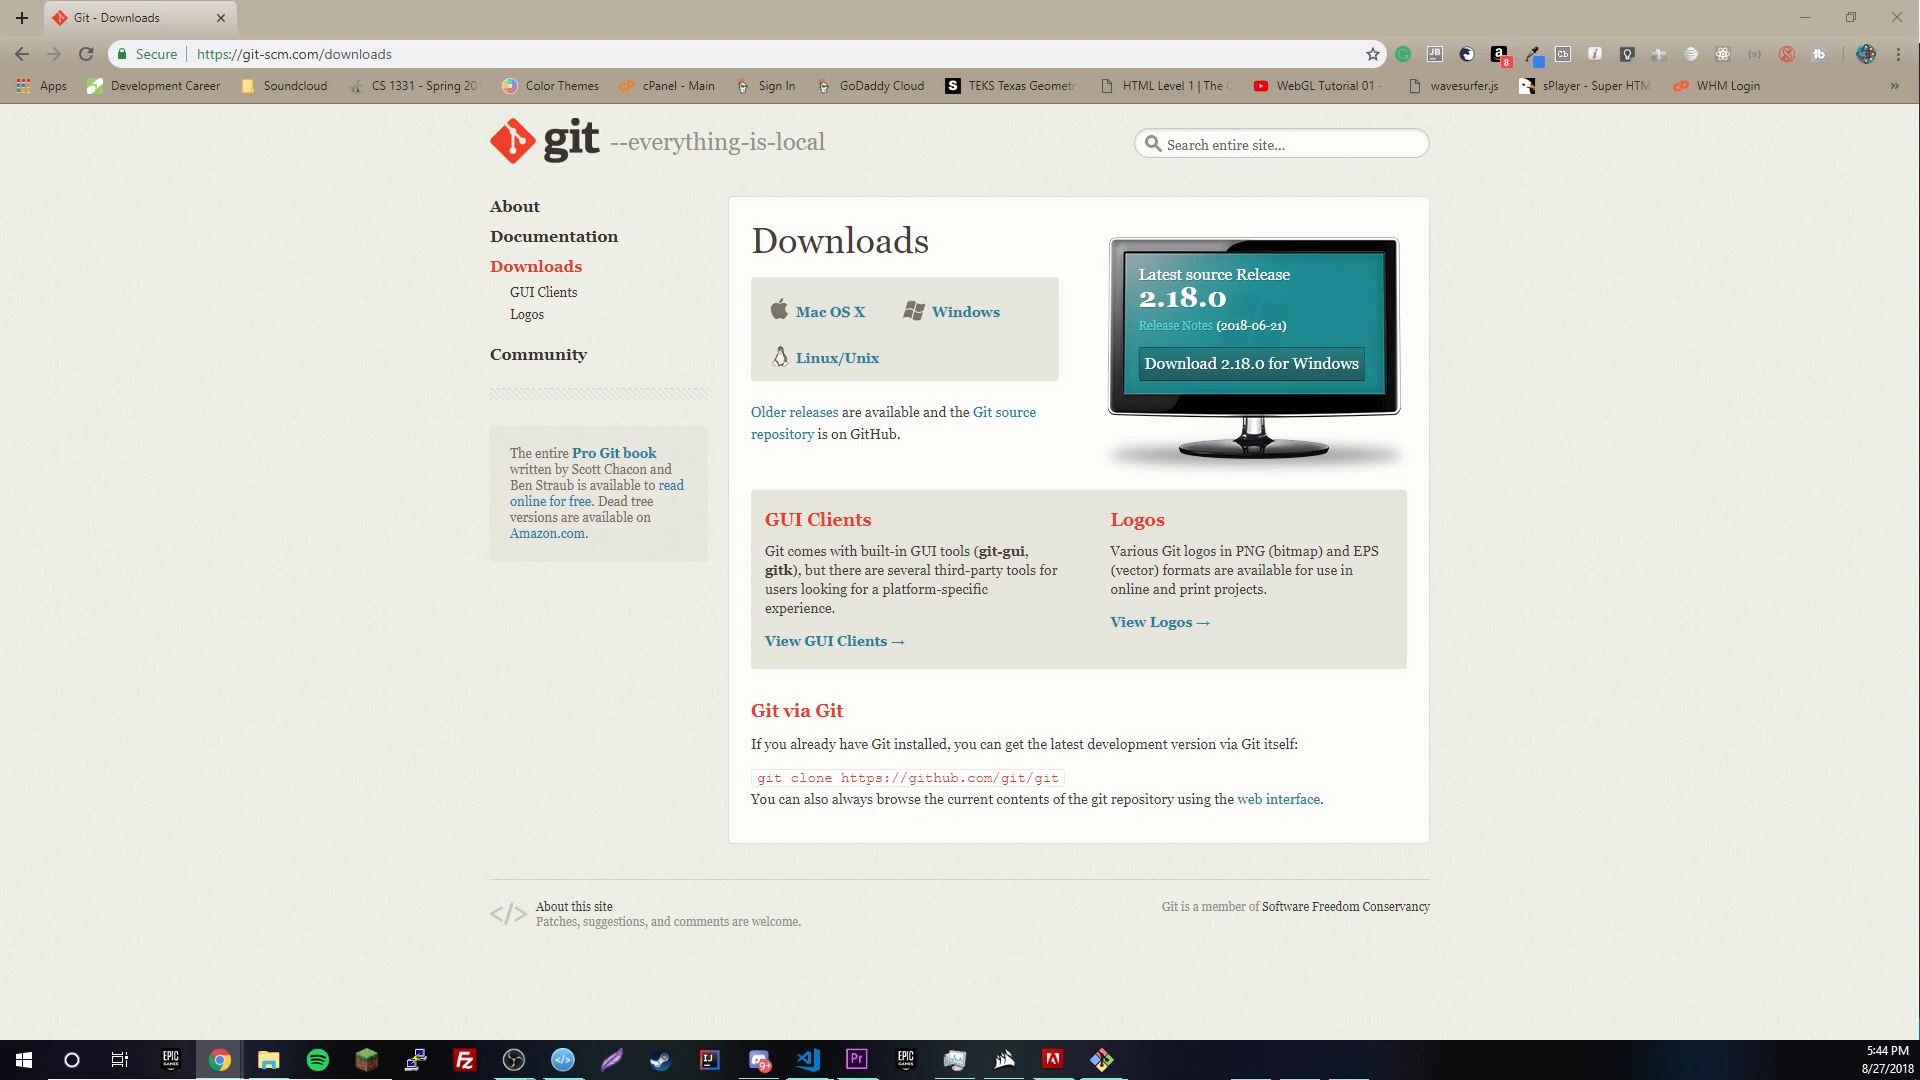 Git - Downloads
Secure
https://git-scm.com/downloads
JB
a
8
Cb
Apps
Development Career
Soundcloud
CS 1331 - Spring 20
Color Themes
cPanel - Main
Sign In
GoDaddy Cloud
TEKS Texas Geometr
HTML Level 1 | The C
WebGL Tutorial 01 -
wavesurfer.js
sPlayer - Super HTM
WHM Login
git --everything-is-local
Search entire site...
About
Documentation
Downloads
GUI Clients
Logos
Community
The entire Pro Git book
written by Scott Chacon and
Ben Straub is available to read
online for free. Dead tree
versions are available on
Amazon.com.
Downloads
Mac OS X
Windows
Linux/Unix
Older releases are available and the Git source
repository is on GitHub.
Latest source Release
2.18.0
Release Notes (2018-06-21)
Download 2.18.0 for Windows
GUI Clients
Git comes with built-in GUI tools (git-gui,
gitk), but there are several third-party tools for
users looking for a platform-specific
experience.
View GUI Clients →
Logos
Various Git logos in PNG (bitmap) and EPS
(vector) formats are available for use in
online and print projects.
View Logos →
Git via Git
If you already have Git installed, you can get the latest development version via Git itself:
git clone https://github.com/git/git
You can also always browse the current contents of the git repository using the web interface.
</> About this site
Patches, suggestions, and comments are welcome.
Git is a member of Software Freedom Conservancy
EPIC GAMES
FZ
IJ
9+
Pr
EPIC GAMES
5:44 PM
8/27/2018